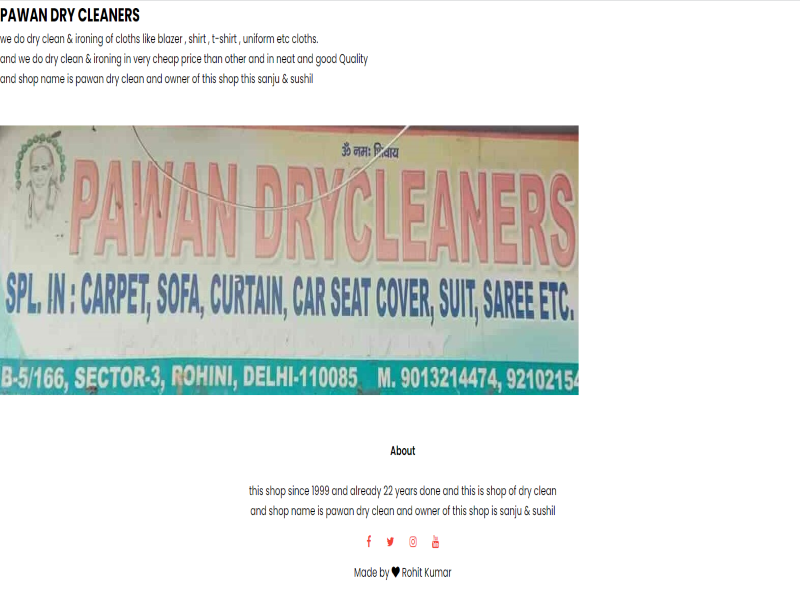 PAWAN DRY CLEANERS
we do dry clean & ironing of cloths like blazer , shirt , t-shirt , uniform etc cloths.
and we do dry clean & ironing in very cheap price than other and in neat and good Quality
and shop name is pawan dry clean and owner of this shop this sanju & sushil
ॐ नमः शिवाय
PAWAN DRYCLEANERS
SPL. IN : CARPET, SOFA, CURTAIN, CAR SEAT COVER, SUIT, SAREE ETC.
B-5/166, SECTOR-3, ROHINI, DELHI-110085 M. 9013214474, 92102154
About
this shop since 1999 and already 22 years done and this is shop of dry clean
and shop name is pawan dry clean and owner of this shop is sanju & sushil
Made by ♥ Rohit Kumar